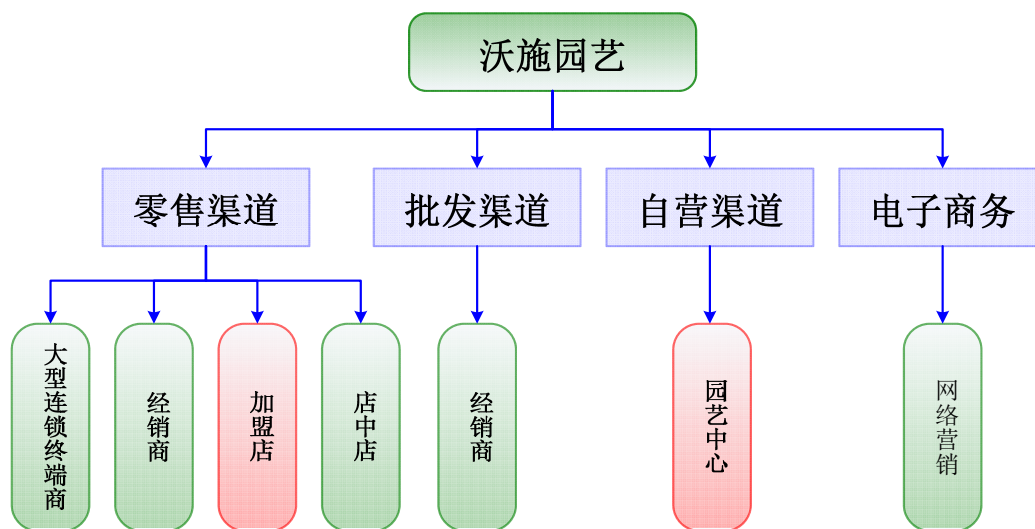 沃施园艺
零售渠道
批发渠道
自营渠道
电子商务
大型连锁终端商
经销商
加盟店
店中店
经销商
园艺中心
网络营销